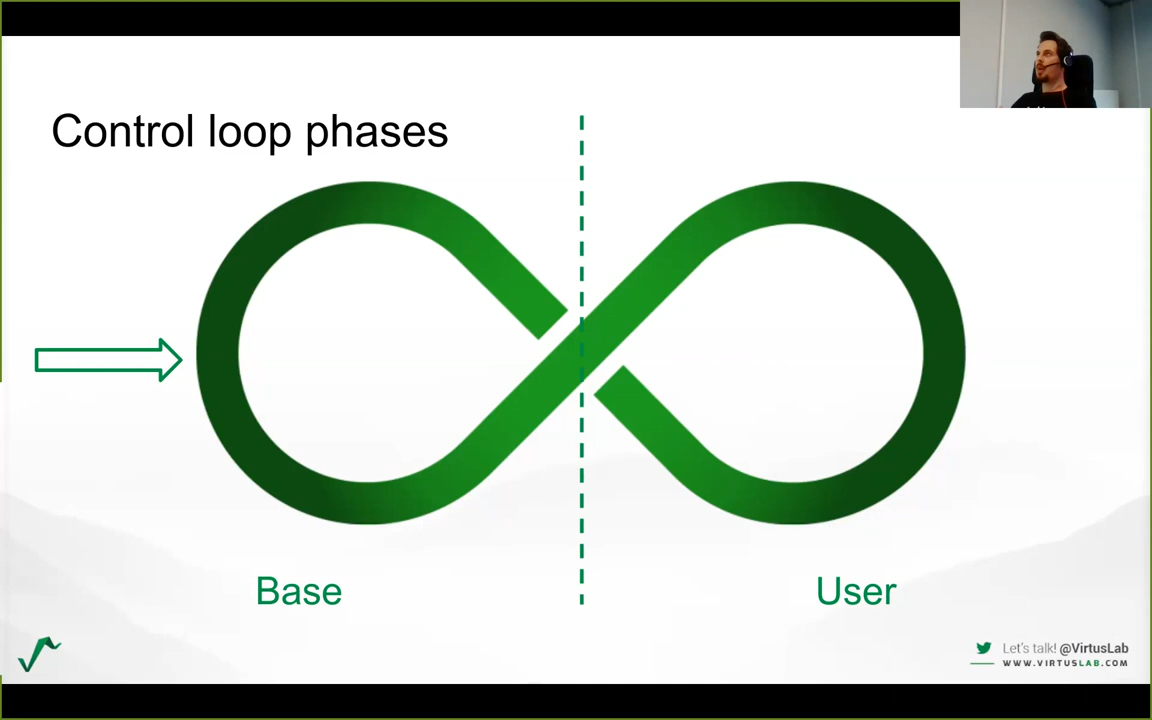 Control loop phases
Base
User
Let's talk! @VirtusLab
WWW.VIRTUSLAB.COM